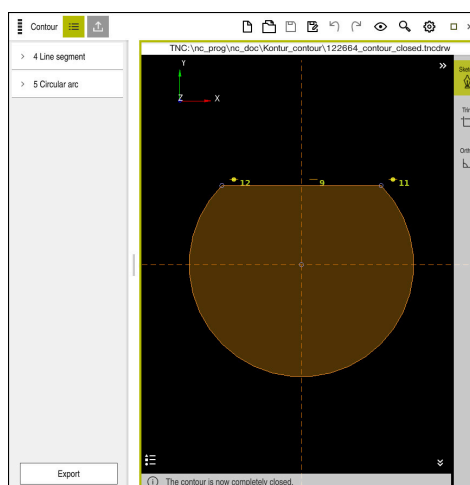 Contour
TNC:\nc_prog\nc_doc\Kontur_contour\122664_contour_closed.tncdrw
> 4 Line segment
> 5 Circular arc
Y
Z X
12 9 11
Export
The contour is now completely closed.